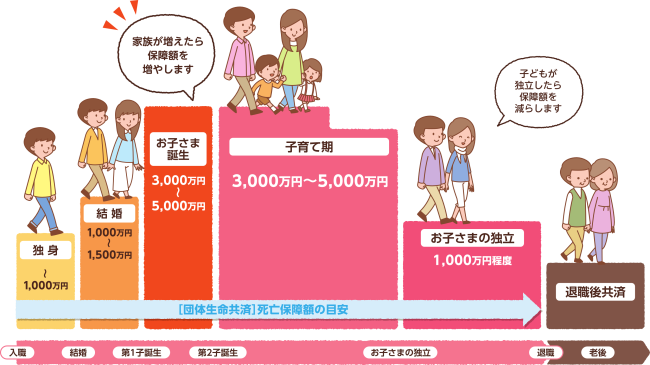 家族が増えたら
保障額を
増やします
子どもが
独立したら
保障額を
減らします
独身
〜
1,000万円
結婚
1,000万円
〜
1,500万円
お子さま
誕生
3,000万円
〜
5,000万円
子育て期
3,000万円〜5,000万円
お子さまの独立
1,000万円程度
退職後共済
[団体生命共済]死亡保障額の目安
入職 結婚 第1子誕生 第2子誕生 お子さまの独立 退職 老後